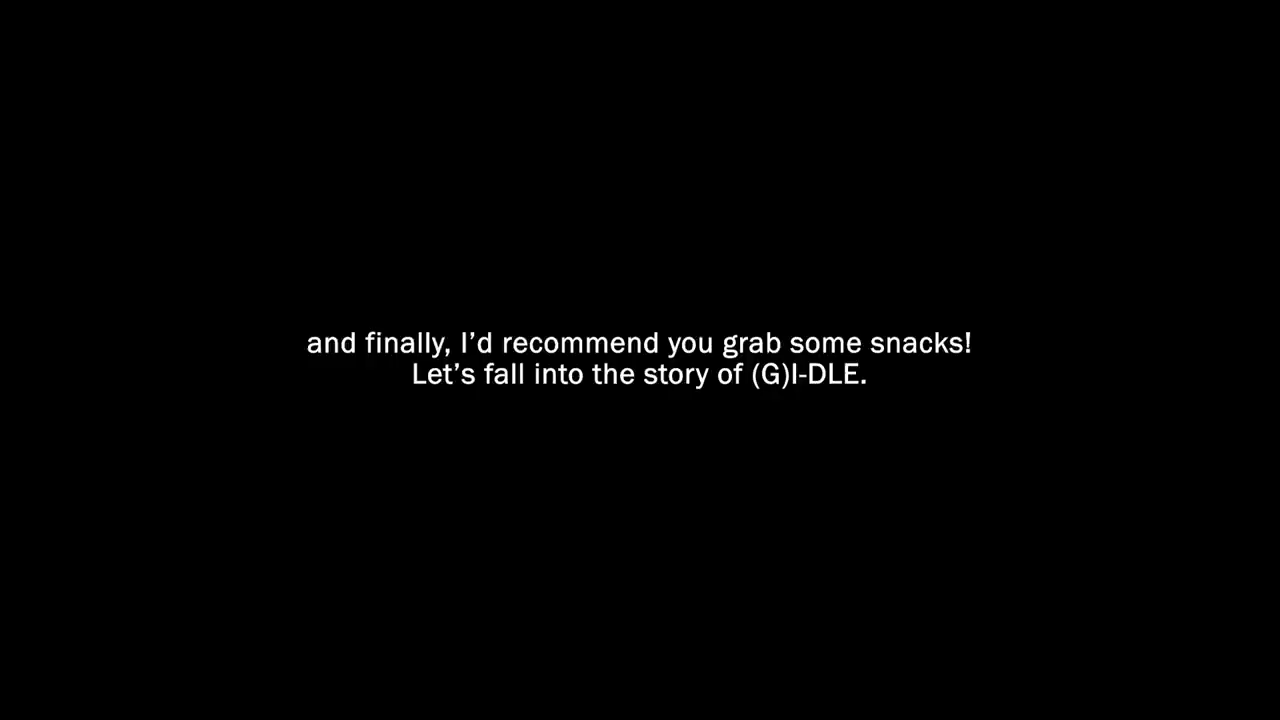 and finally, I’d recommend you grab some snacks!
Let’s fall into the story of (G)I-DLE.